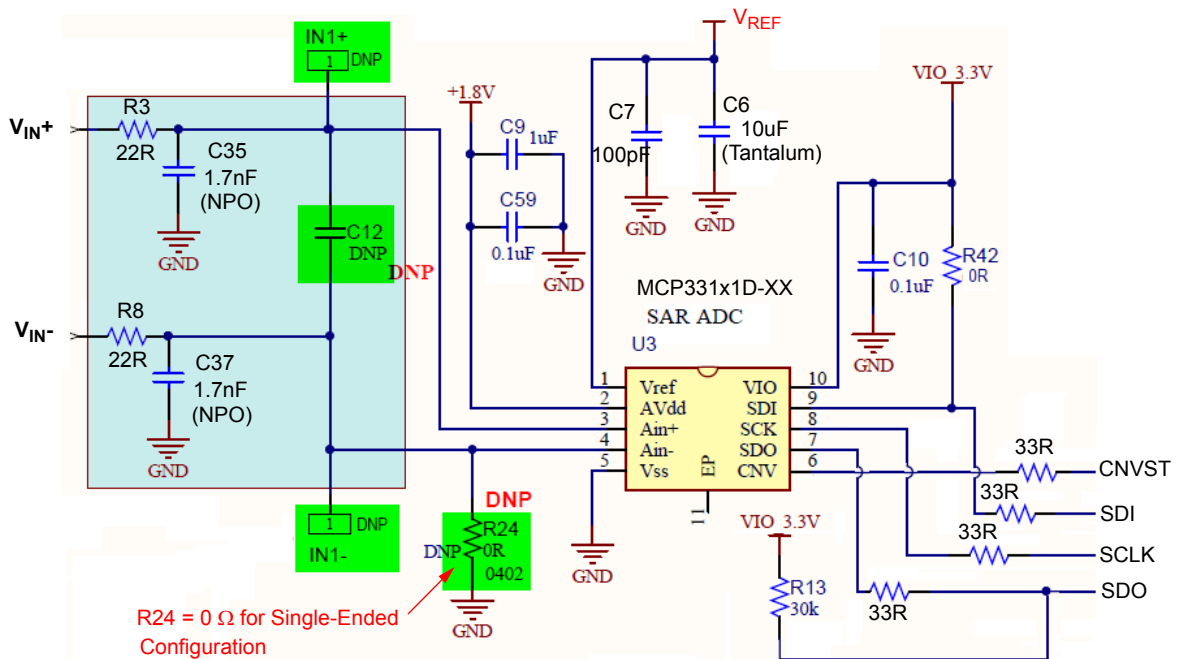 IN1+
1 DNP
VREF
+1.8V
VIO_3.3V
VIN+
R3
22R
C35
1.7nF
(NPO)
GND
C12
DNP
DNP
C9
1uF
C59
0.1uF
GND
C7
100pF
GND
C6
10uF
(Tantalum)
GND
C10
0.1uF
GND
R42
0R
VIN-
R8
22R
C37
1.7nF
(NPO)
GND
MCP331x1D-XX
SAR ADC
U3
1 Vref VIO 10
2 AVdd SDI 9
3 Ain+ SCK 8
4 Ain- SDO 7
5 Vss EP CNV 6
11
GND
33R
CNVST
33R
SDI
33R
SCLK
33R
SDO
VIO_3.3V
R13
30k
1 DNP
IN1-
DNP
DNP
R24
0R
0402
GND
R24 = 0 Ω for Single-Ended
Configuration